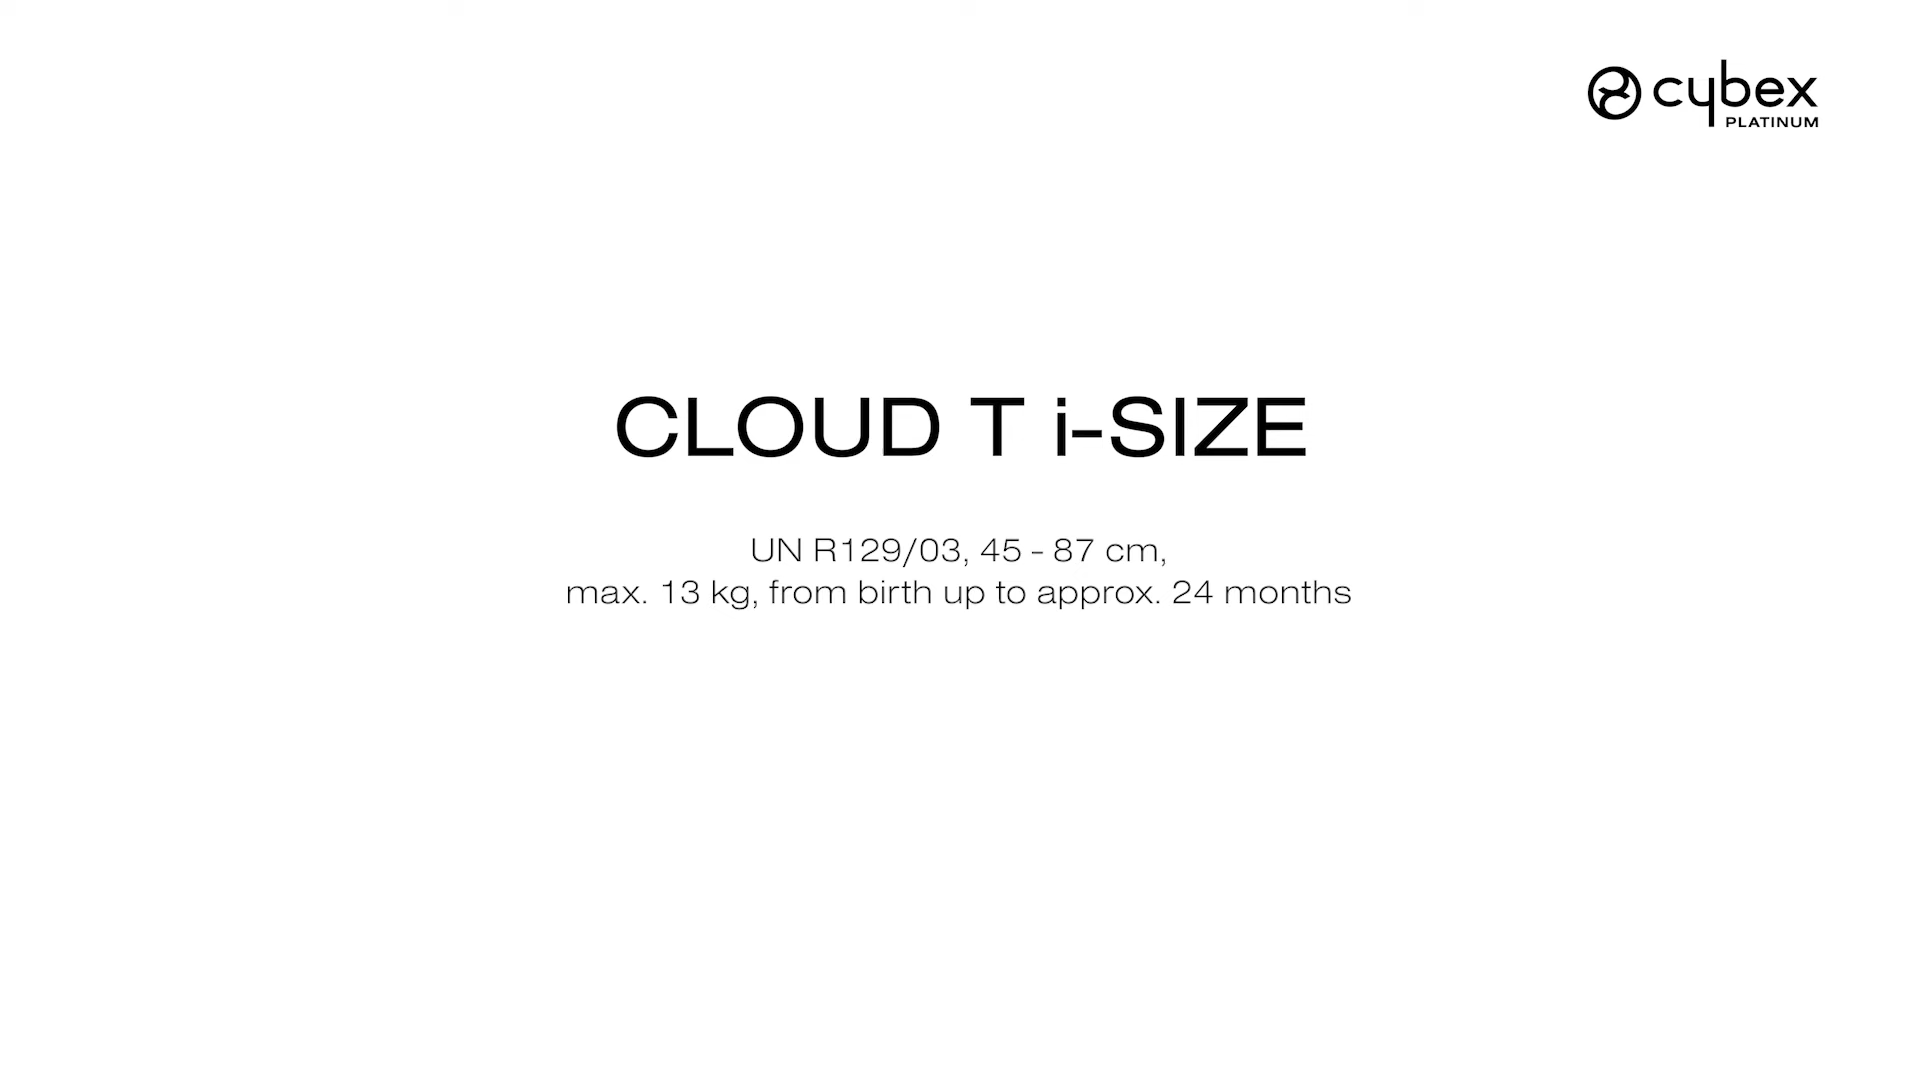 cybex
PLATINUM
CLOUD T i-SIZE
UN R129/03, 45 - 87 cm,
max. 13 kg, from birth up to approx. 24 months